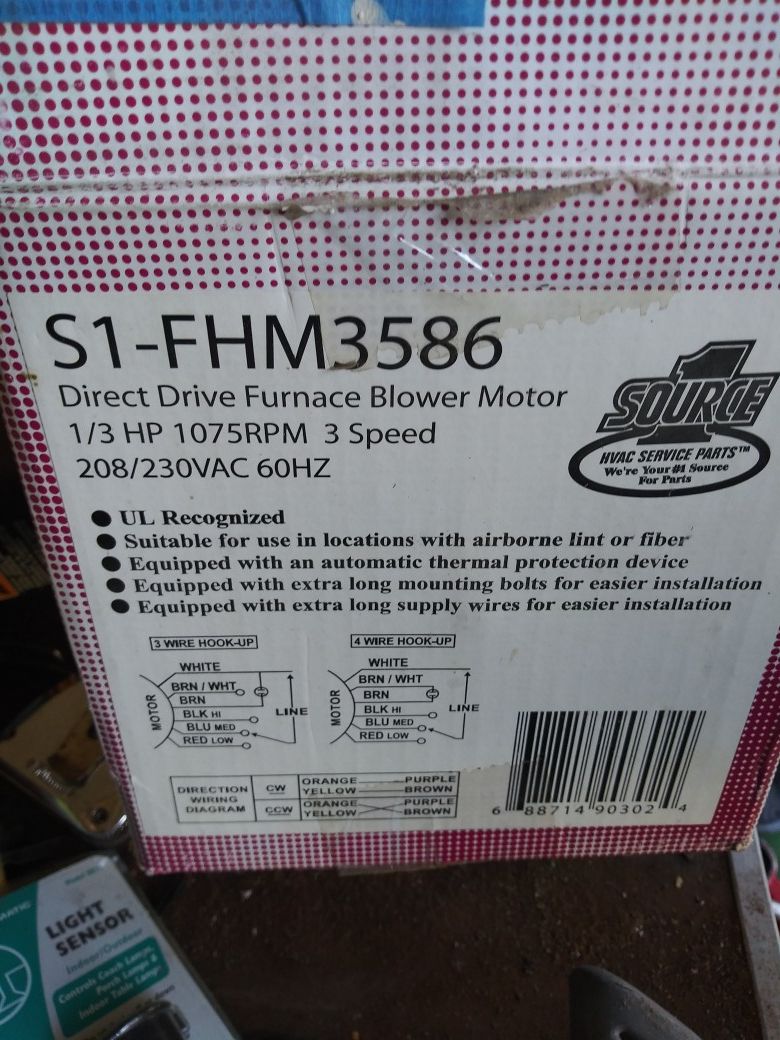 S1-FHM3586
Direct Drive Furnace Blower Motor
1/3 HP 1075RPM 3 Speed
208/230VAC 60HZ
1
SOURCE
HVAC SERVICE PARTS™
We're Your #1 Source
For Parts
● UL Recognized
● Suitable for use in locations with airborne lint or fiber
● Equipped with an automatic thermal protection device
● Equipped with extra long mounting bolts for easier installation
● Equipped with extra long supply wires for easier installation
3 WIRE HOOK-UP
WHITE
BRN / WHT
BRN
BLK HI
BLU MED
RED LOW
MOTOR
LINE
4 WIRE HOOK-UP
WHITE
BRN / WHT
BRN
BLK HI
BLU MED
RED LOW
MOTOR
LINE
DIRECTION
WIRING
DIAGRAM
CW
ORANGE PURPLE
YELLOW BROWN
CCW
ORANGE PURPLE
YELLOW BROWN
6 88714 90302 4
LIGHT
SENSOR
Indoor/Outdoor
Controls Coach Lamps,
Porch Lamps &
Indoor Table Lamps